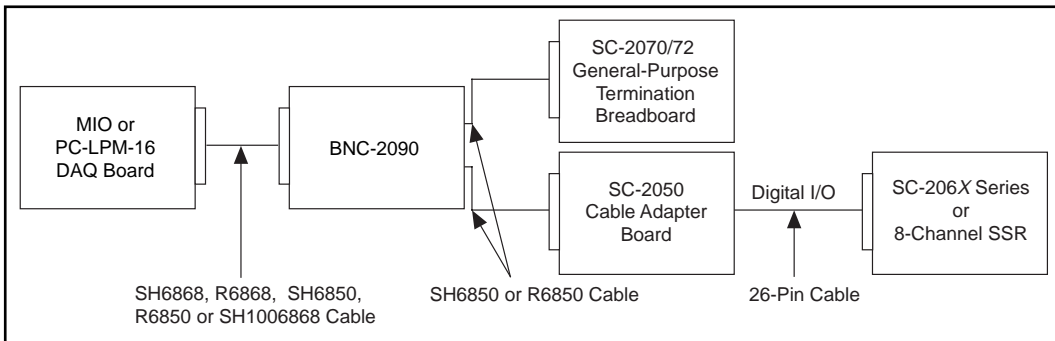 MIO or
PC-LPM-16
DAQ Board
BNC-2090
SC-2070/72
General-Purpose
Termination
Breadboard
SC-2050
Cable Adapter
Board
Digital I/O
SC-206X Series
or
8-Channel SSR
SH6868, R6868, SH6850,
R6850 or SH1006868 Cable
SH6850 or R6850 Cable
26-Pin Cable